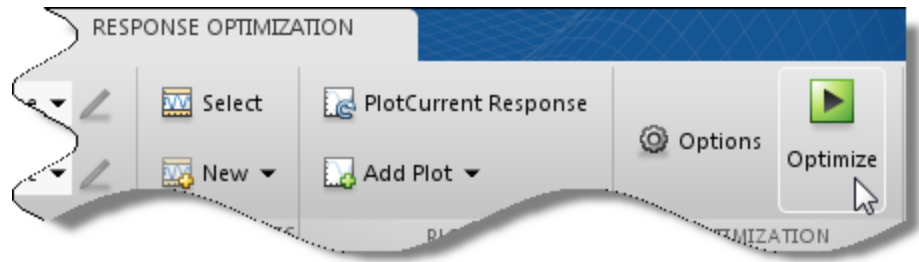 RESPONSE OPTIMIZATION
Select
PlotCurrent Response
Options
Optimize
New
Add Plot